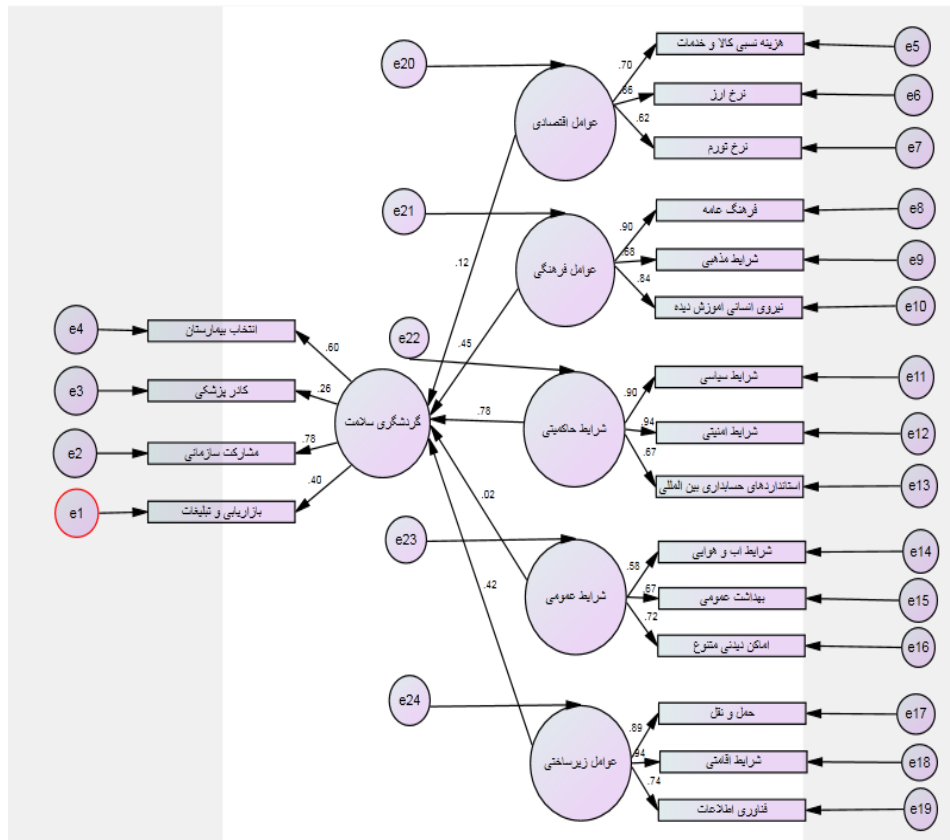 e20
عوامل اقتصادی
.70
.62
هزینه نسبی کالا و خدمات
نرخ ارز
نرخ تورم
e5
e6
e7
e21
عوامل فرهنگی
.90
.68
.84
فرهنگ عامه
شرایط مذهبی
نیروی انسانی اموزش دیده
e8
e9
e10
e22
شرایط حاکمیتی
.90
.94
.67
شرایط سیاسی
شرایط امنیتی
استانداردهای حسابداری بین المللی
e11
e12
e13
e23
شرایط عمومی
.58
.67
.72
شرایط اب و هوایی
بهداشت عمومی
اماکن دیدنی متنوع
e14
e15
e16
e24
عوامل زیرساختی
.89
.94
.74
حمل و نقل
شرایط اقامتی
فناوری اطلاعات
e17
e18
e19
.12
.45
.78
.02
.42
گردشگری سلامت
.60
.26
.78
.40
انتخاب بیمارستان
کادر پزشکی
مشارکت سازمانی
بازاریابی و تبلیغات
e4
e3
e2
e1